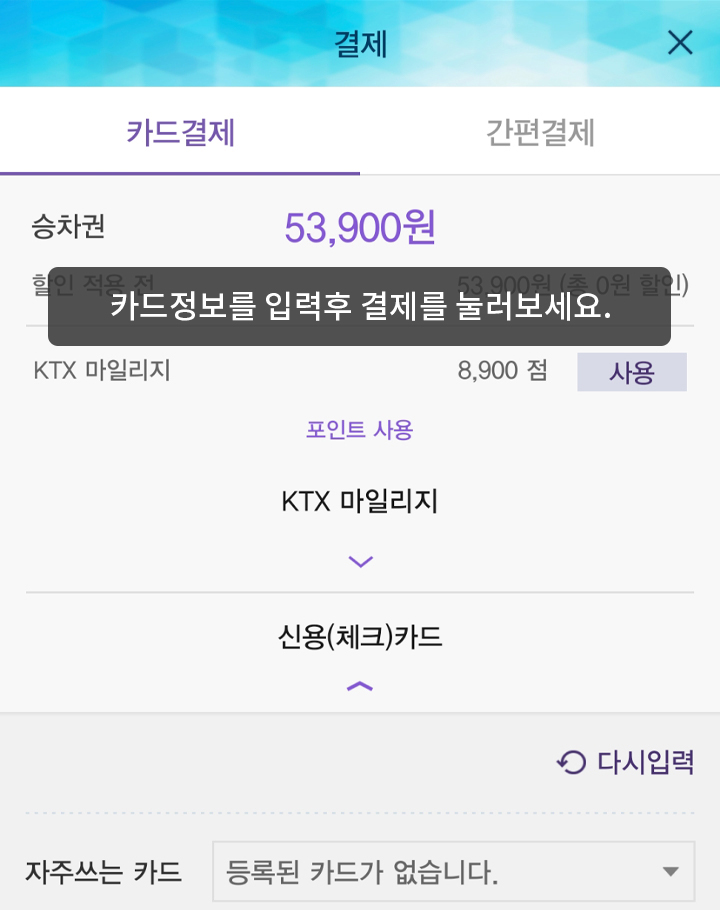 결제
카드결제 간편결제
승차권 53,900원
할인 적용 전 53,900원 (총 0원 할인)
카드정보를 입력후 결제를 눌러보세요.
KTX 마일리지 8,900 점 사용
포인트 사용
KTX 마일리지
신용(체크)카드
다시입력
자주쓰는 카드 등록된 카드가 없습니다.